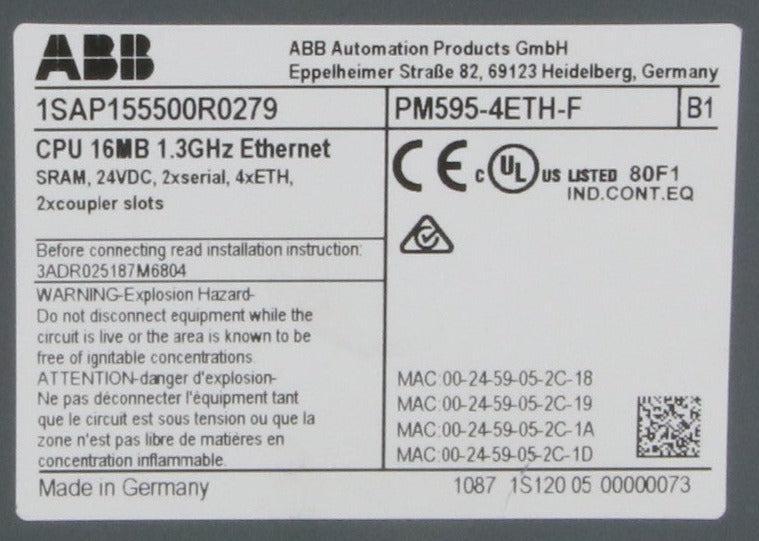 ABB
ABB Automation Products GmbH
Eppelheimer Straße 82, 69123 Heidelberg, Germany
1SAP155500R0279
PM595-4ETH-F
B1
CPU 16MB 1.3GHz Ethernet
SRAM, 24VDC, 2xserial, 4xETH,
2xcoupler slots
CE c UL US LISTED 80F1
IND.CONT.EQ
Before connecting read installation instruction:
3ADR025187M6804
WARNING-Explosion Hazard-
Do not disconnect equipment while the
circuit is live or the area is known to be
free of ignitable concentrations.
ATTENTION-danger d'explosion-
Ne pas déconnecter l'équipment tant
que le circuit est sous tension ou que la
zone n'est pas libre de matières en
concentration inflammable.
MAC:00-24-59-05-2C-18
MAC:00-24-59-05-2C-19
MAC:00-24-59-05-2C-1A
MAC:00-24-59-05-2C-1D
Made in Germany
1087 1S120 05 00000073